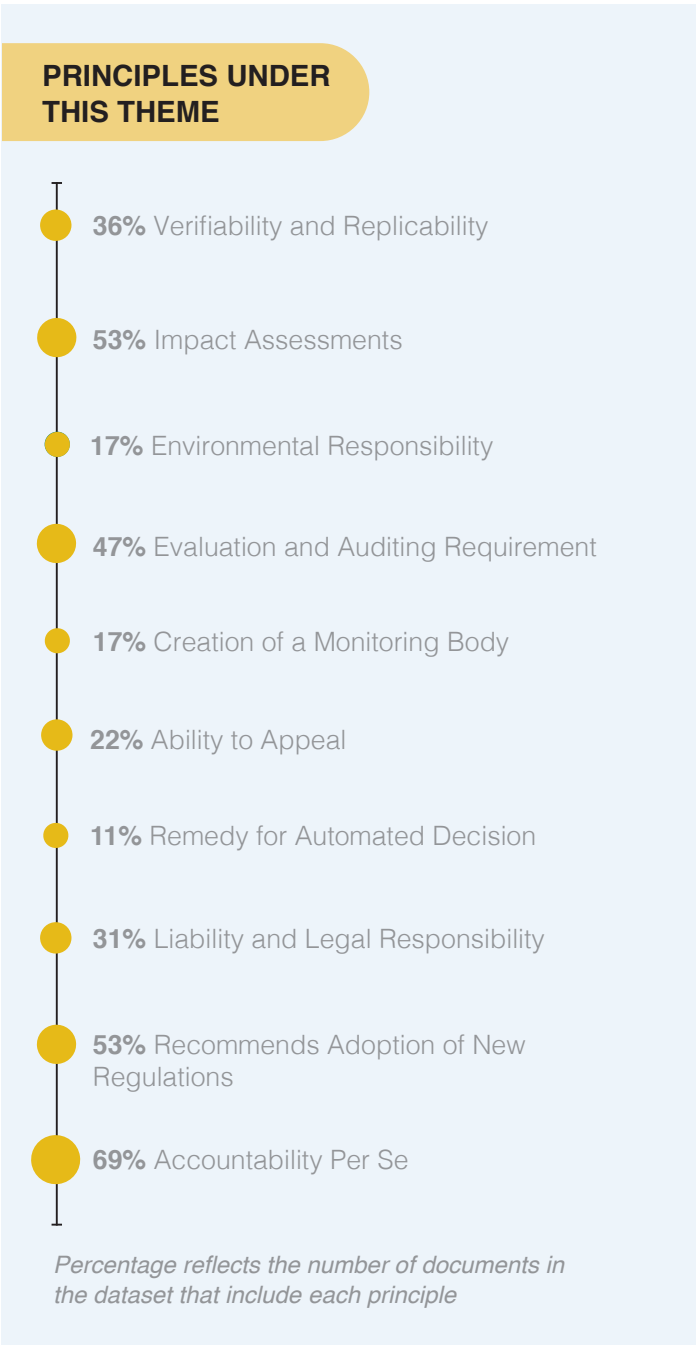 PRINCIPLES UNDER
THIS THEME
36% Verifiability and Replicability
53% Impact Assessments
17% Environmental Responsibility
47% Evaluation and Auditing Requirement
17% Creation of a Monitoring Body
22% Ability to Appeal
11% Remedy for Automated Decision
31% Liability and Legal Responsibility
53% Recommends Adoption of New
Regulations
69% Accountability Per Se
Percentage reflects the number of documents in
the dataset that include each principle